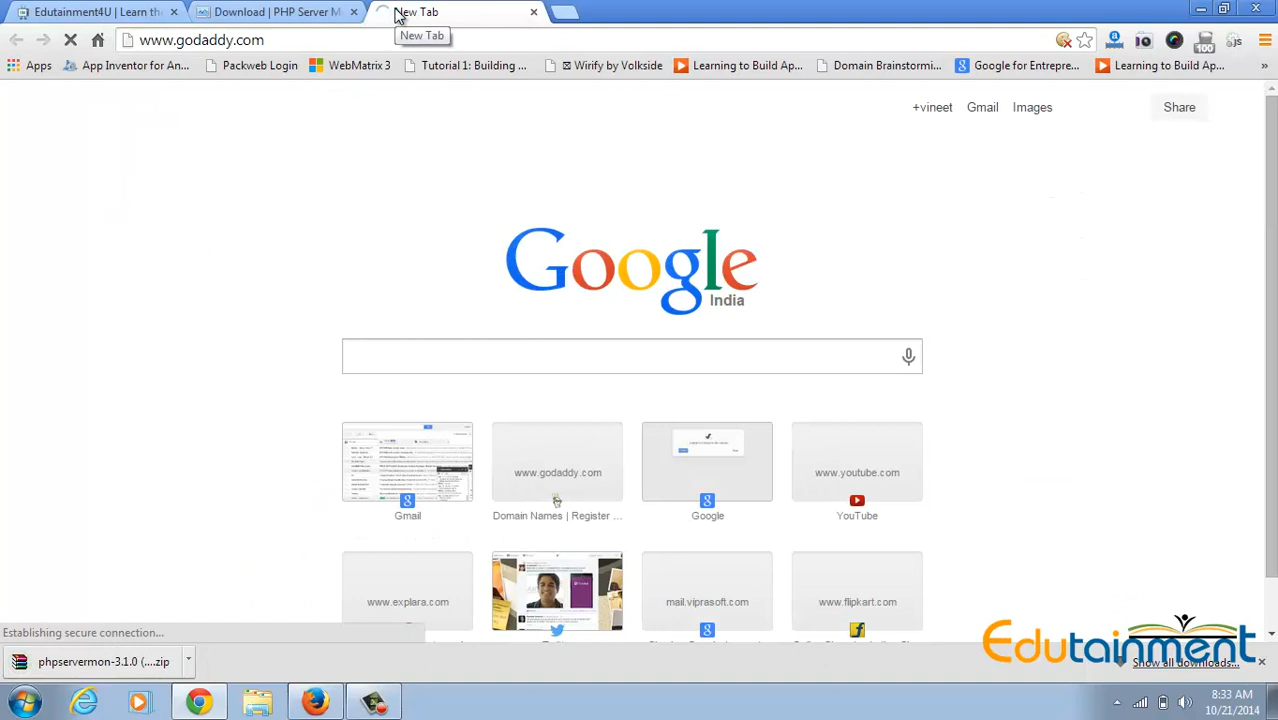 Edutainment4U | Learn th
Download | PHP Server M
New Tab
www.godaddy.com
New Tab
100
js
Apps
App Inventor for An...
Packweb Login
WebMatrix 3
Tutorial 1: Building ...
Wirify by Volkside
Learning to Build Ap...
Domain Brainstormi...
Google for Entrepre...
Learning to Build Ap...
»
+vineet
Gmail
Images
Share
Google
India
www.godaddy.com
www.youtube.com
Gmail
Domain Names | Register ...
Google
YouTube
www.explara.com
mail.viprasoft.com
www.flipkart.com
Establishing secure connection...
Edutainment
phpservermon-3.1.0 (....zip
Show all downloads...
8:33 AM
10/21/2014